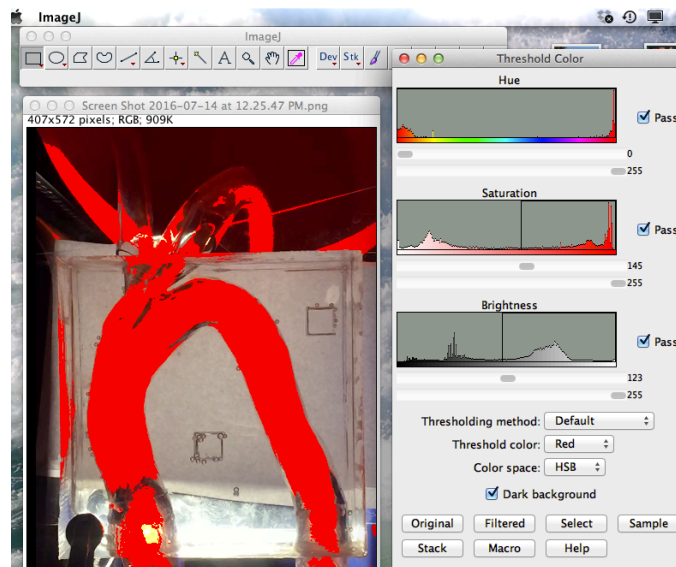 ImageJ
ImageJ
Dev Stk
Threshold Color
Screen Shot 2016-07-14 at 12.25.47 PM.png
407x572 pixels; RGB; 909K
Hue
Pass
0
255
Saturation
Pass
145
255
Brightness
Pass
123
255
Thresholding method: Default
Threshold color: Red
Color space: HSB
Dark background
Original Filtered Select Sample
Stack Macro Help